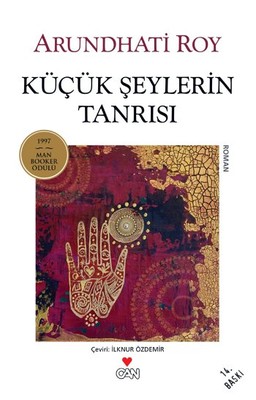 ARUNDHATİ ROY
KÜÇÜK ŞEYLERİN
TANRISI
1997
MAN
BOOKER
ÖDÜLÜ
ROMAN
Çeviri: İLKNUR ÖZDEMİR
CAN
14. BASKI